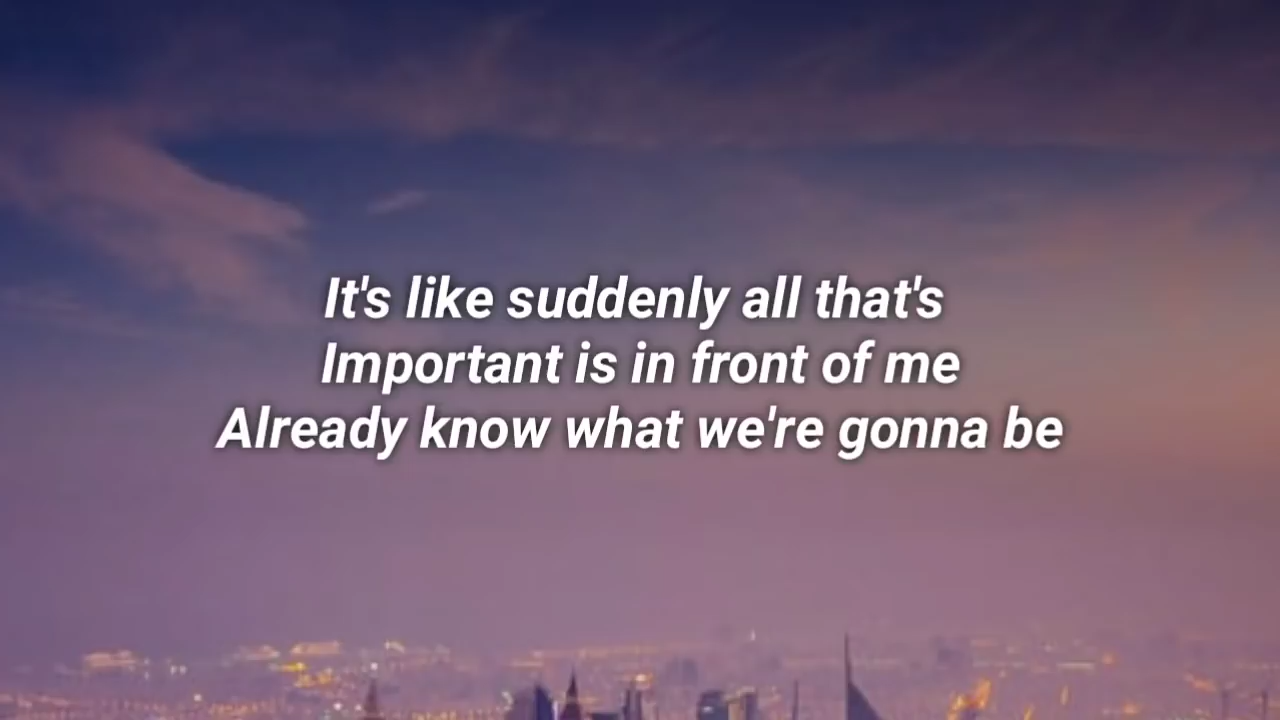 It's like suddenly all that's
Important is in front of me
Already know what we're gonna be